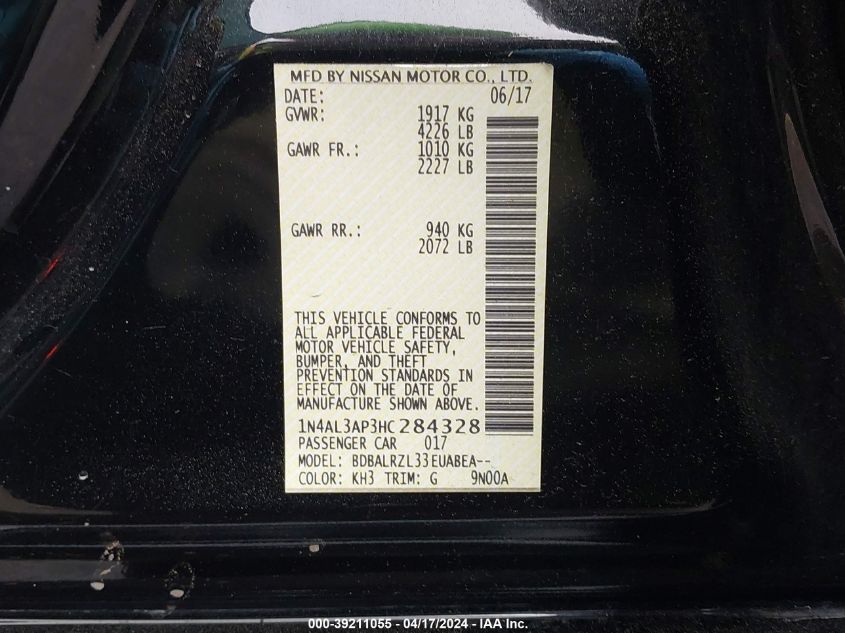 MFD BY NISSAN MOTOR CO., LTD.
DATE: 06/17
GVWR: 1917 KG
4226 LB
GAWR FR.: 1010 KG
2227 LB
GAWR RR.: 940 KG
2072 LB
THIS VEHICLE CONFORMS TO
ALL APPLICABLE FEDERAL
MOTOR VEHICLE SAFETY,
BUMPER, AND THEFT
PREVENTION STANDARDS IN
EFFECT ON THE DATE OF
MANUFACTURE SHOWN ABOVE.
1N4AL3AP3HC284328
PASSENGER CAR 017
MODEL: BDBALRZL33EUABEA--
COLOR: KH3 TRIM: G 9N00A
000-39211055 - 04/17/2024 - IAA Inc.